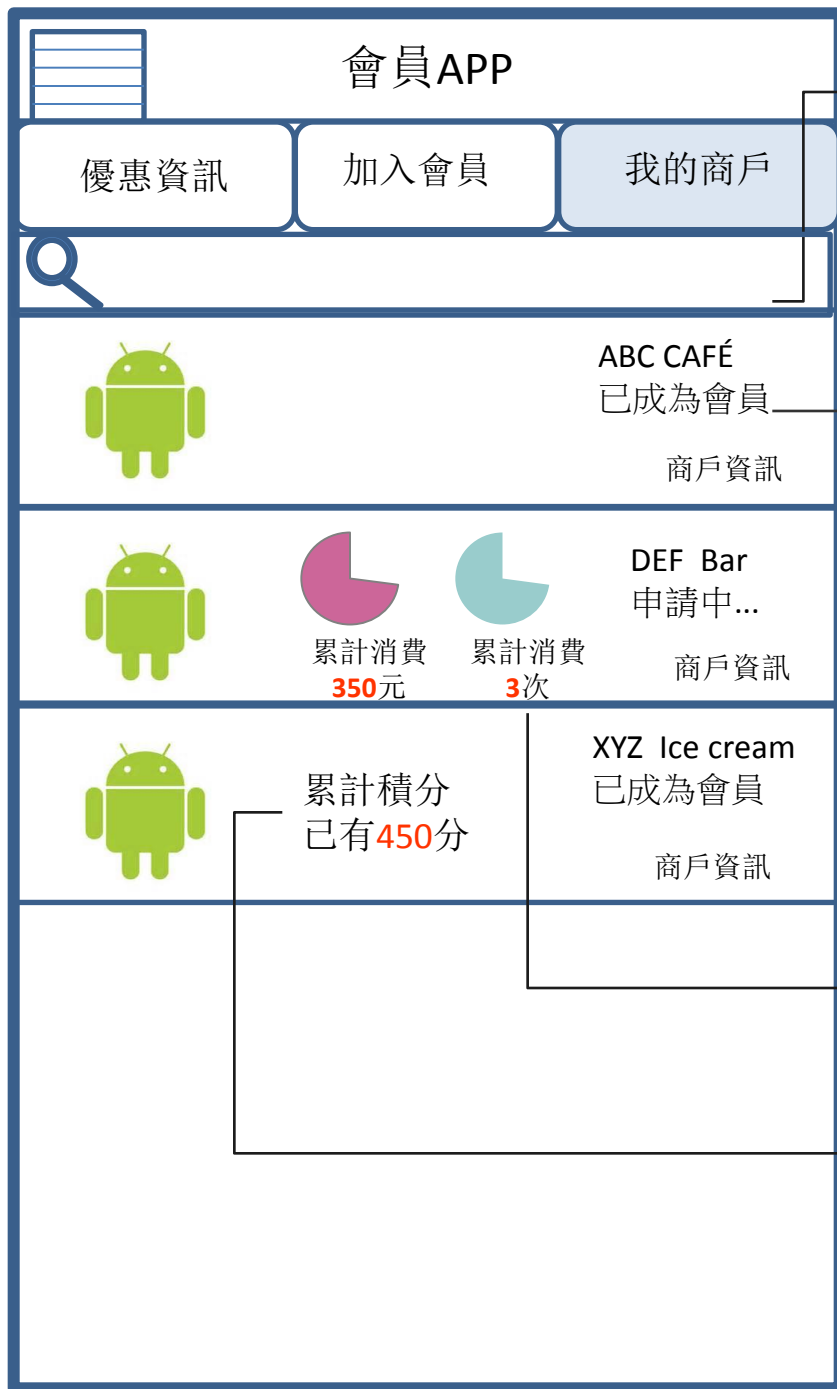 會員APP
優惠資訊
加入會員
我的商戶
ABC CAFÉ
已成為會員
商戶資訊
累計消費
350元
累計消費
3次
DEF Bar
申請中...
商戶資訊
累計積分
已有450分
XYZ Ice cream
已成為會員
商戶資訊